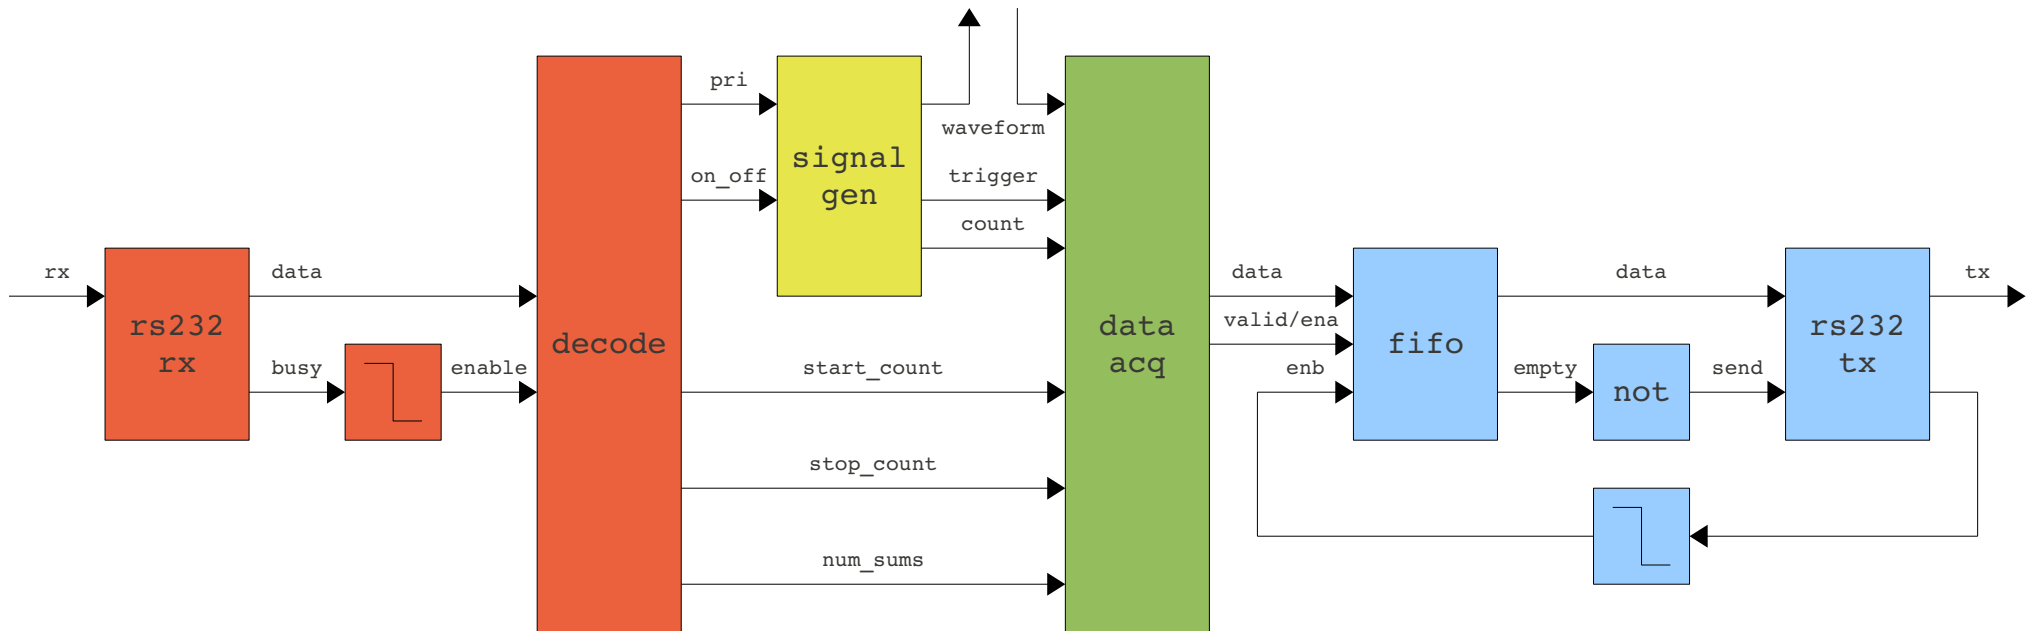 pri
waveform
signal
gen
on_off
trigger
count
rx
data
data
data
tx
rs232
rx
decode
data
acq
valid/ena
fifo
rs232
tx
busy
enable
start_count
enb
empty
not
send
stop_count
num_sums